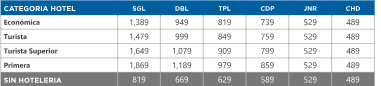 CATEGORIA HOTEL SGL DBL TPL CDP JNR CHD
Económica 1,389 949 819 739 529 489
Turista 1,479 999 849 759 529 489
Turista Superior 1,649 1,079 909 799 529 489
Primera 1,869 1,189 979 859 529 489
SIN HOTELERIA 819 669 629 589 529 489